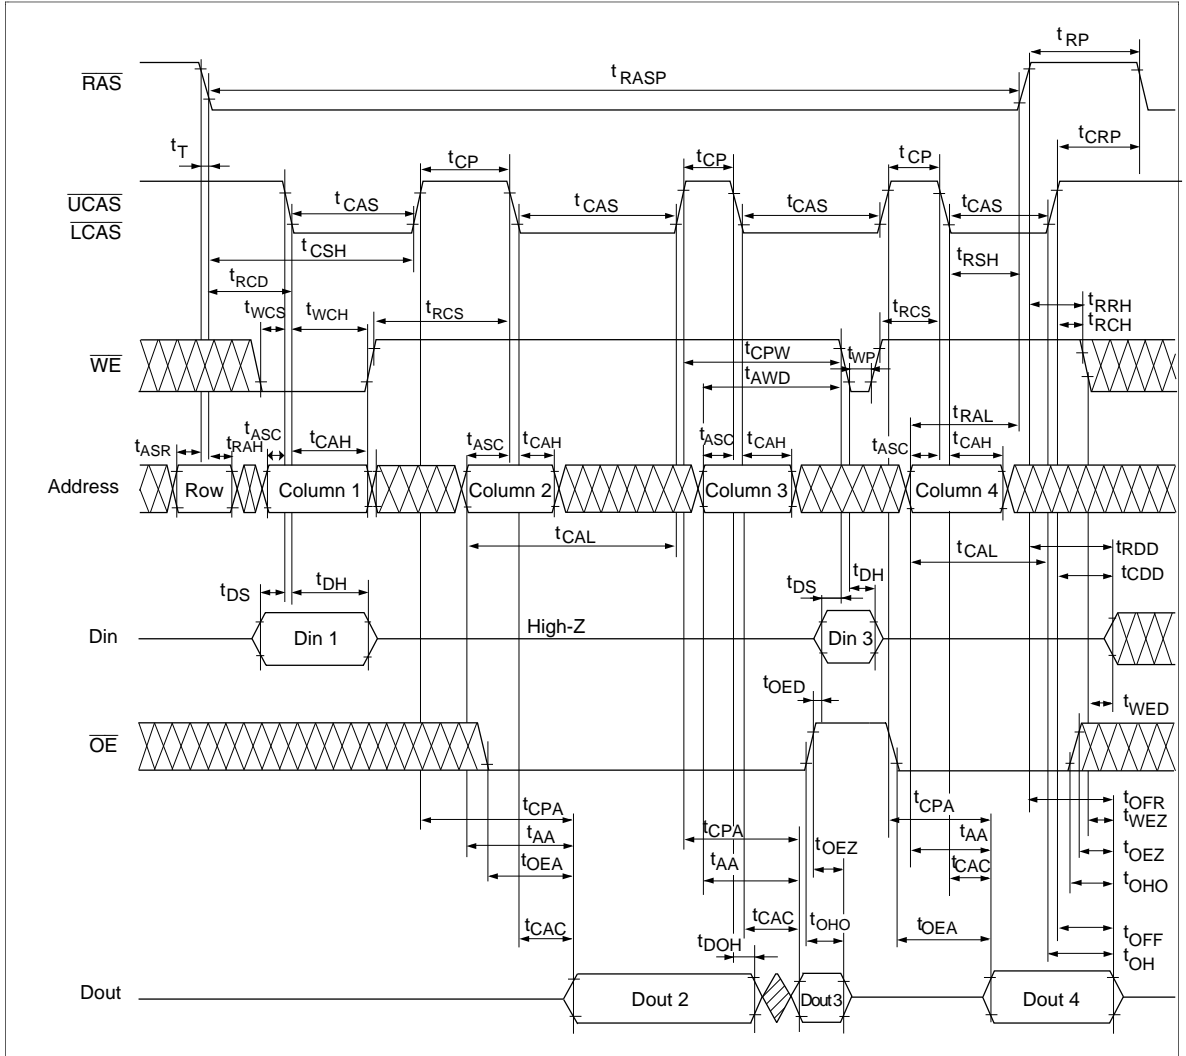 tRP
RAS
tRASP
tT
tCRP
tCP tCP tCP
UCAS
LCAS
tCAS tCAS tCAS tCAS
tCSH tRSH
tRCD
tWCS tWCH tRCS tRCS tRRH
tRCH
WE
tCPW tWP
tAWD tRAL
tASR tRAH tASC tCAH tASC tCAH tASC tCAH tASC tCAH
Address Row Column 1 Column 2 Column 3 Column 4
tCAL tCAL tRDD
tCDD
tDS tDH tDS tDH
Din Din 1 High-Z Din 3
tOED tWED
OE
tCPA tCPA tCPA tOFR
tWEZ
tAA tAA tOEZ tAA tOEZ
tOEA tCAC tOHO
tCAC tCAC tOHO tOEA tOFF
tDOH tOH
Dout Dout 2 Dout 3 Dout 4